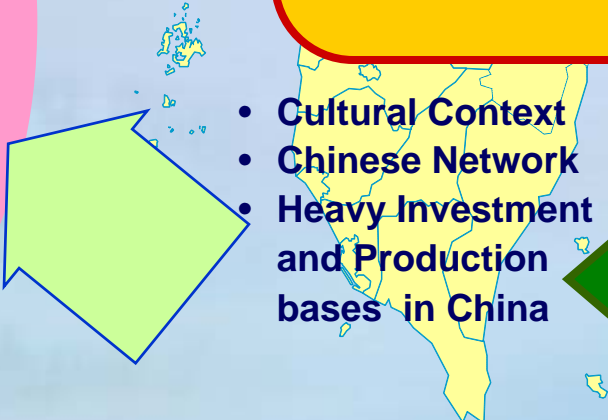 • Cultural Context
• Chinese Network
• Heavy Investment
and Production
bases in China